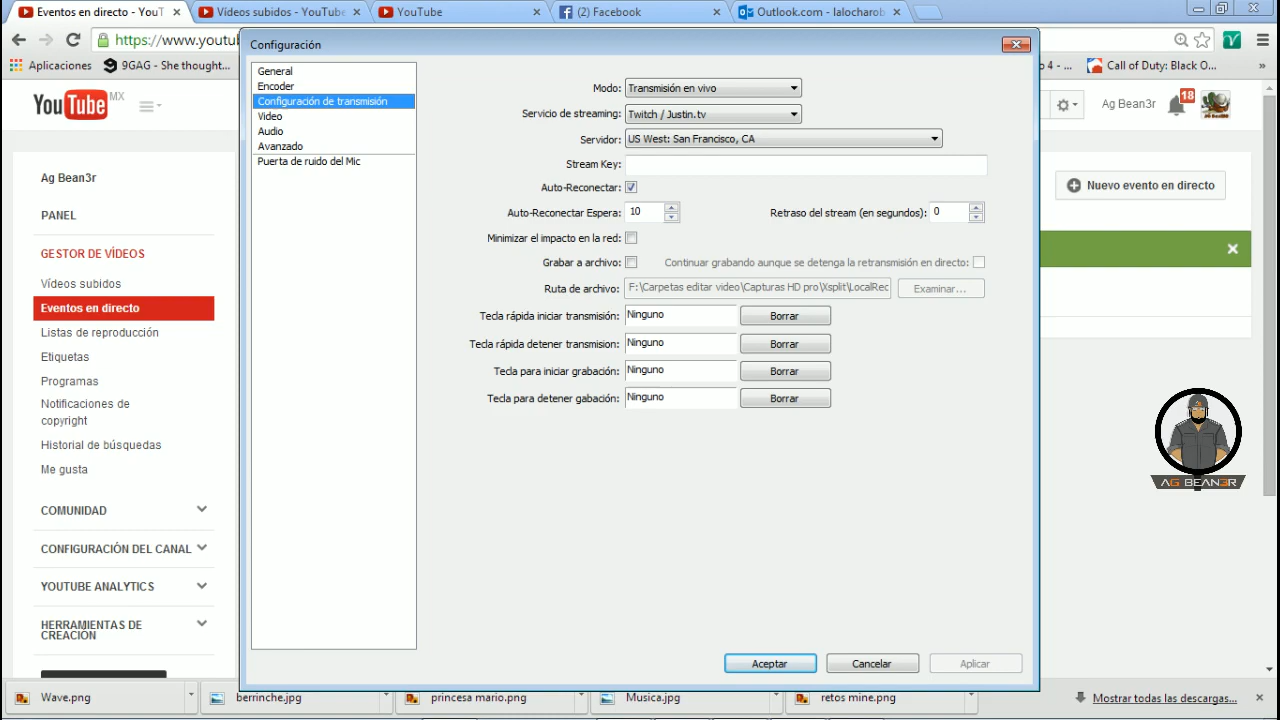 Eventos en directo - YouT
Vídeos subidos - YouTube
YouTube
(2) Facebook
Outlook.com - lalocharob
https://www.youtu
Aplicaciones
9GAG - She thought...
o 4 - ...
Call of Duty: Black O...
»
YouTube MX
Ag Bean3r
18
Ag Bean3r
PANEL
GESTOR DE VÍDEOS
Vídeos subidos
Eventos en directo
Listas de reproducción
Etiquetas
Programas
Notificaciones de
copyright
Historial de búsquedas
Me gusta
COMUNIDAD
CONFIGURACIÓN DEL CANAL
YOUTUBE ANALYTICS
HERRAMIENTAS DE
CREACIÓN
Nuevo evento en directo
Configuración
General
Encoder
Configuración de transmisión
Video
Audio
Avanzado
Puerta de ruido del Mic
Modo: Transmisión en vivo
Servicio de streaming: Twitch / Justin.tv
Servidor: US West: San Francisco, CA
Stream Key:
Auto-Reconectar:
Auto-Reconectar Espera: 10 Retraso del stream (en segundos): 0
Minimizar el impacto en la red:
Grabar a archivo: Continuar grabando aunque se detenga la retransmisión en directo:
Ruta de archivo: F:\Carpetas editar video\Capturas HD pro\Xsplit\LocalRec Examinar...
Tecla rápida iniciar transmisión: Ninguno Borrar
Tecla rápida detener transmision: Ninguno Borrar
Tecla para iniciar grabación: Ninguno Borrar
Tecla para detener gabación: Ninguno Borrar
Aceptar Cancelar Aplicar
AG BEAN3R
Wave.png
berrinche.jpg
princesa mario.png
Musica.jpg
retos mine.png
Mostrar todas las descargas...